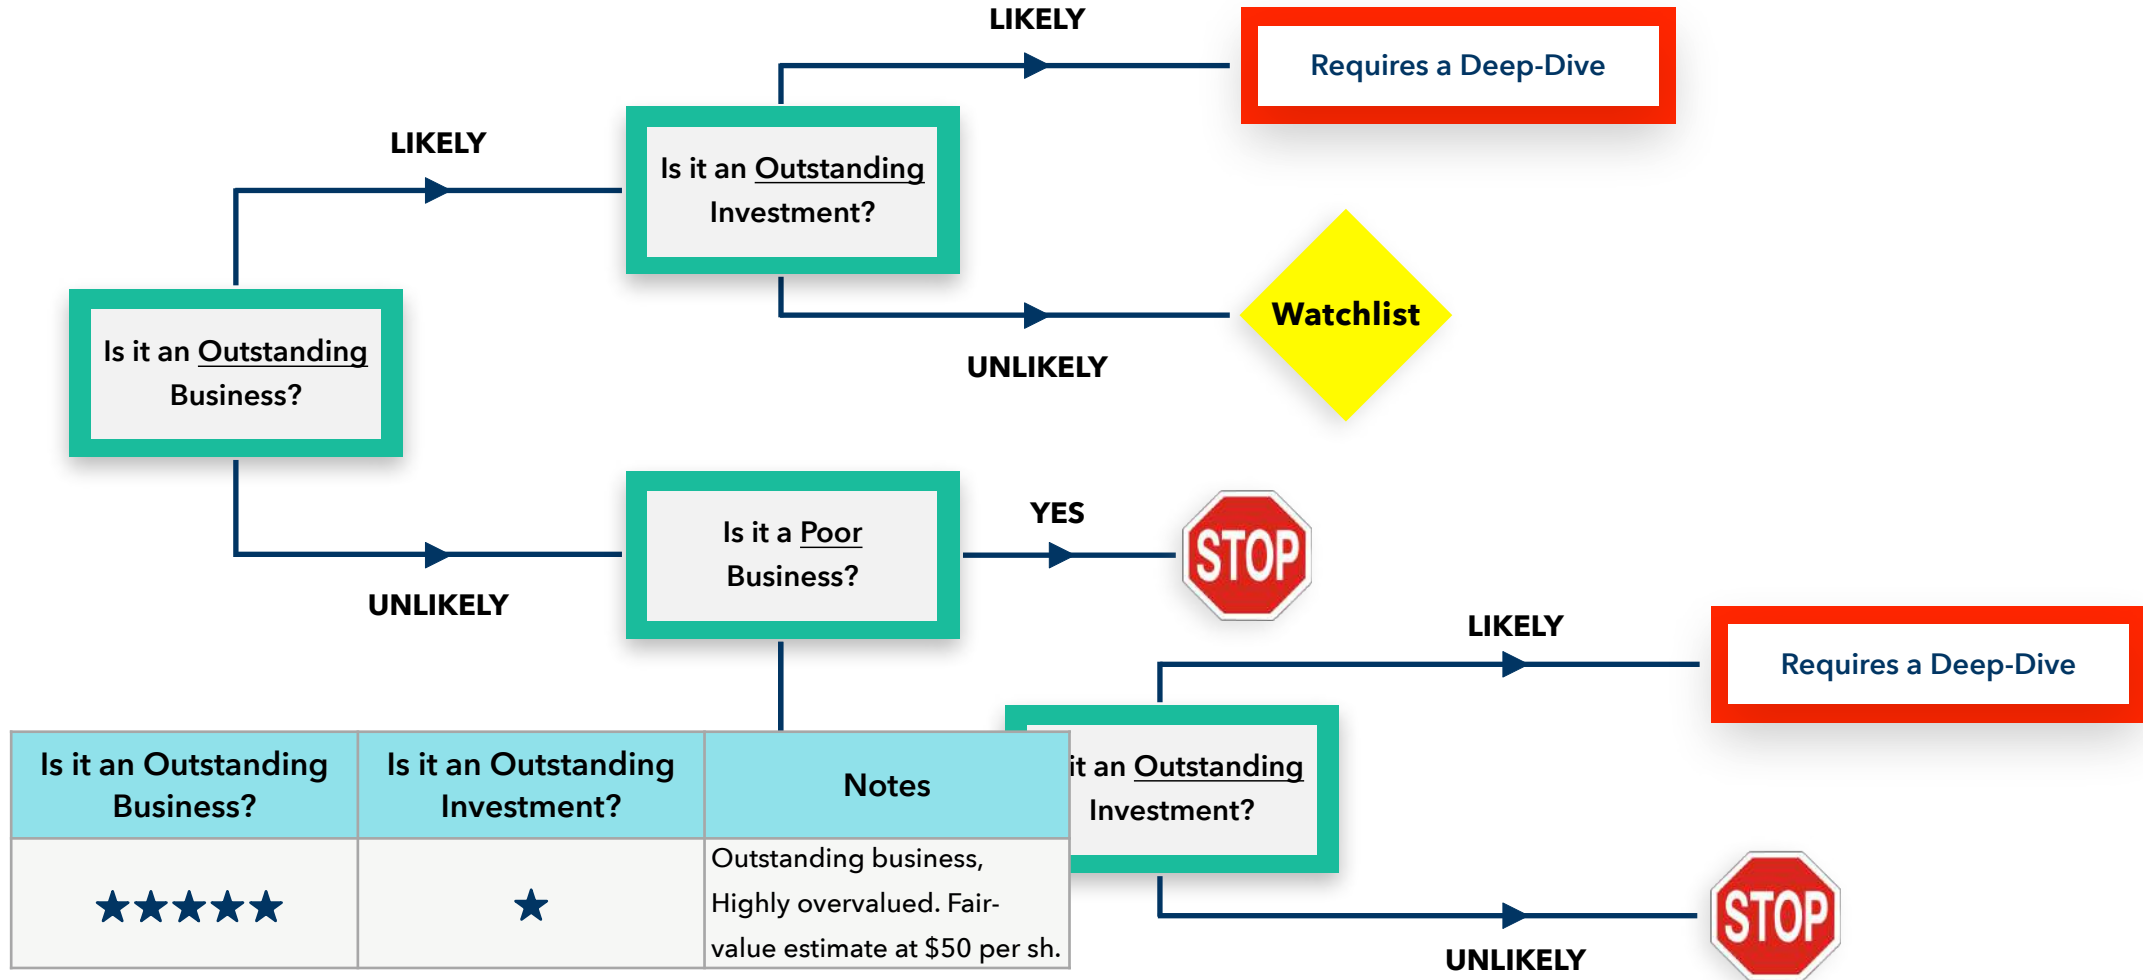 LIKELY
Requires a Deep-Dive
LIKELY
Is it an Outstanding
Investment?
Watchlist
Is it an Outstanding
Business?
UNLIKELY
Is it a Poor
Business?
YES
STOP
UNLIKELY
LIKELY
Requires a Deep-Dive
it an Outstanding
Investment?
STOP
UNLIKELY
Is it an Outstanding
Business?
Is it an Outstanding
Investment?
Notes
Outstanding business,
Highly overvalued. Fair-
value estimate at $50 per sh.